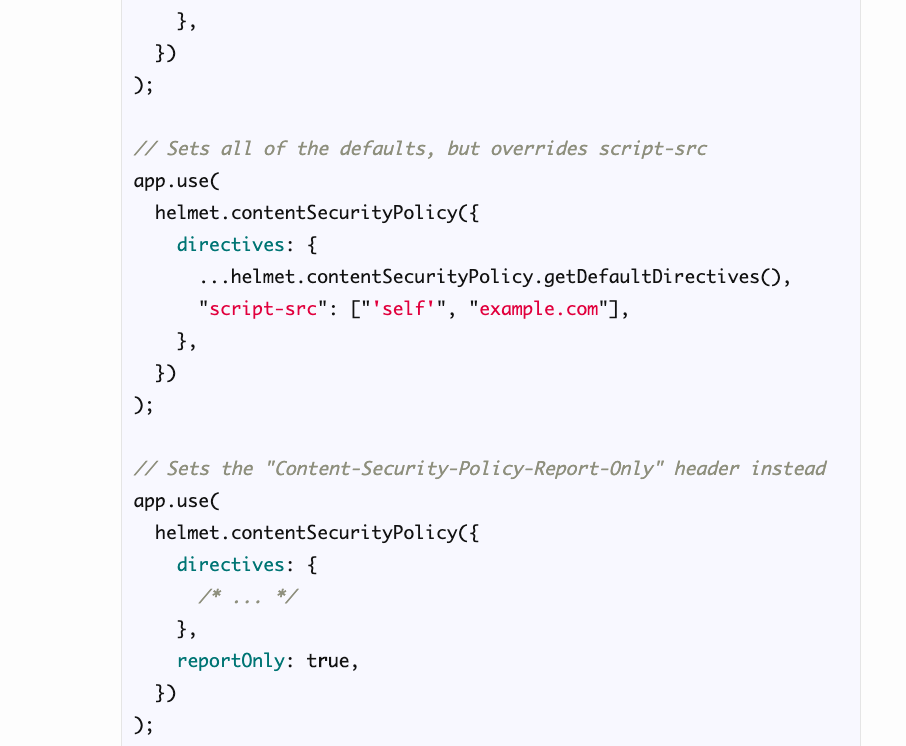 },
  })
);

// Sets all of the defaults, but overrides script-src
app.use(
  helmet.contentSecurityPolicy({
    directives: {
      ...helmet.contentSecurityPolicy.getDefaultDirectives(),
      "script-src": ["'self'", "example.com"],
    },
  })
);

// Sets the "Content-Security-Policy-Report-Only" header instead
app.use(
  helmet.contentSecurityPolicy({
    directives: {
      /* ... */
    },
    reportOnly: true,
  })
);